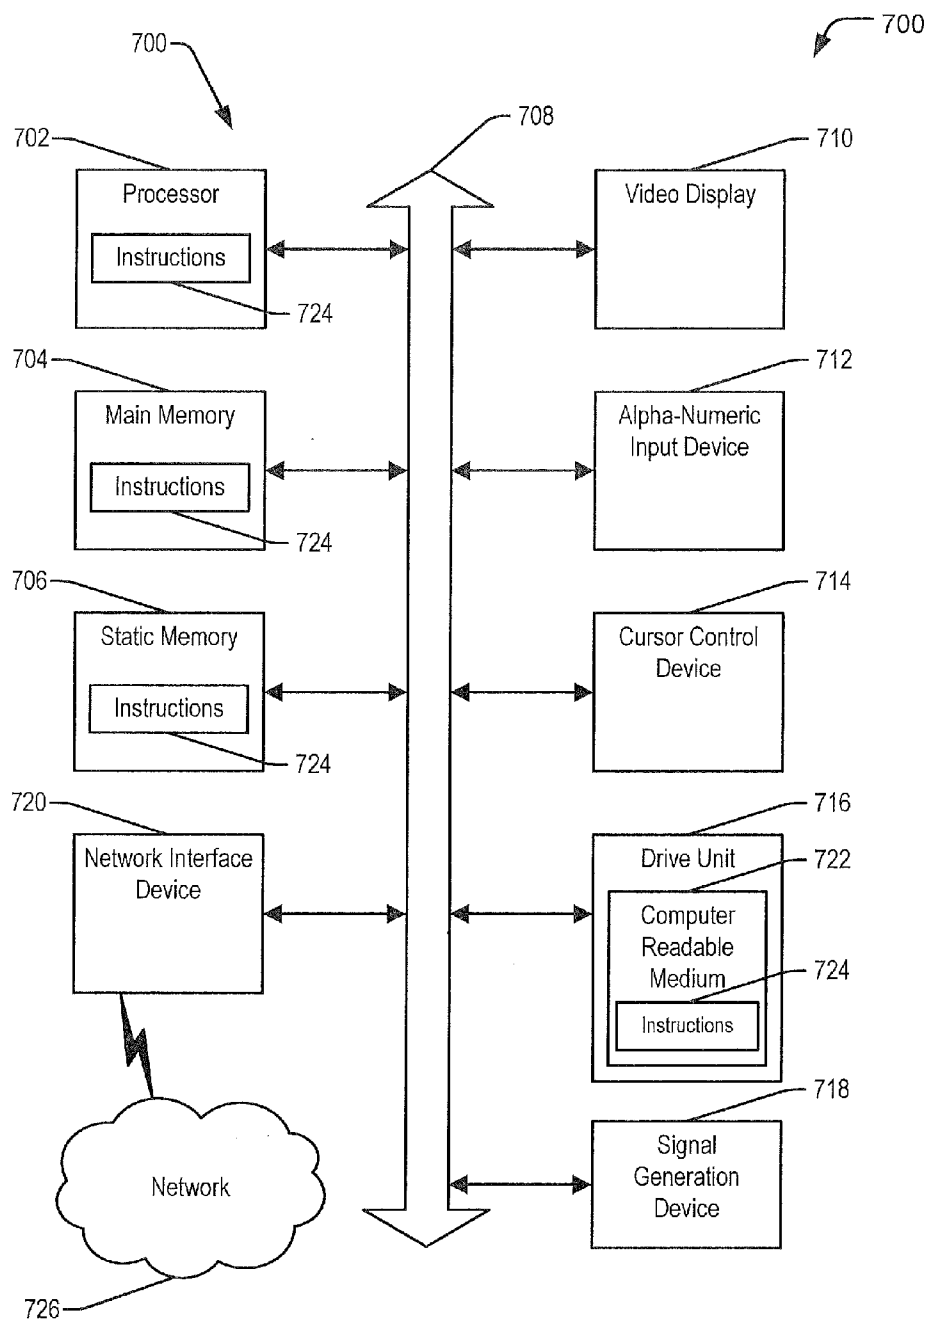 700
700
708
702
Processor
Instructions
724
710
Video Display
704
Main Memory
Instructions
724
712
Alpha-Numeric
Input Device
706
Static Memory
Instructions
724
714
Cursor Control
Device
720
Network Interface
Device
716
Drive Unit
722
Computer
Readable
Medium
724
Instructions
718
Signal
Generation
Device
Network
726